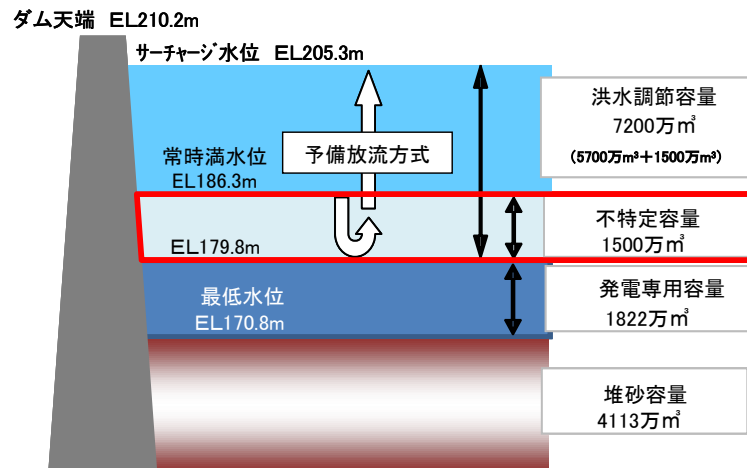 ダム天端 EL210.2m
サーチャージ水位 EL205.3m
洪水調節容量
7200万㎥
(5700万m³+1500万m³)
予備放流方式
常時満水位
EL186.3m
不特定容量
1500万㎥
EL179.8m
発電専用容量
1822万㎥
最低水位
EL170.8m
堆砂容量
4113万㎥